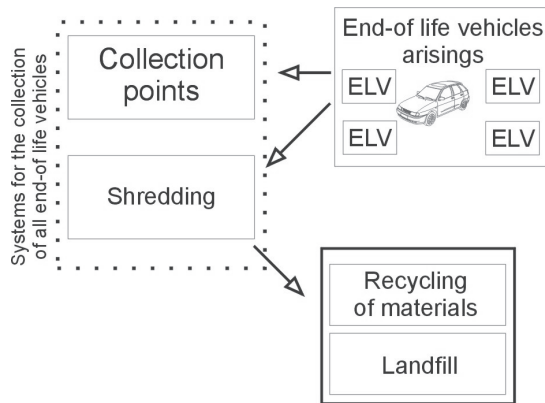 Systems for the collection
of all end-of life vehicles
Collection
points
Shredding
End-of life vehicles
arisings
ELV
ELV
ELV
ELV
Recycling
of materials
Landfill